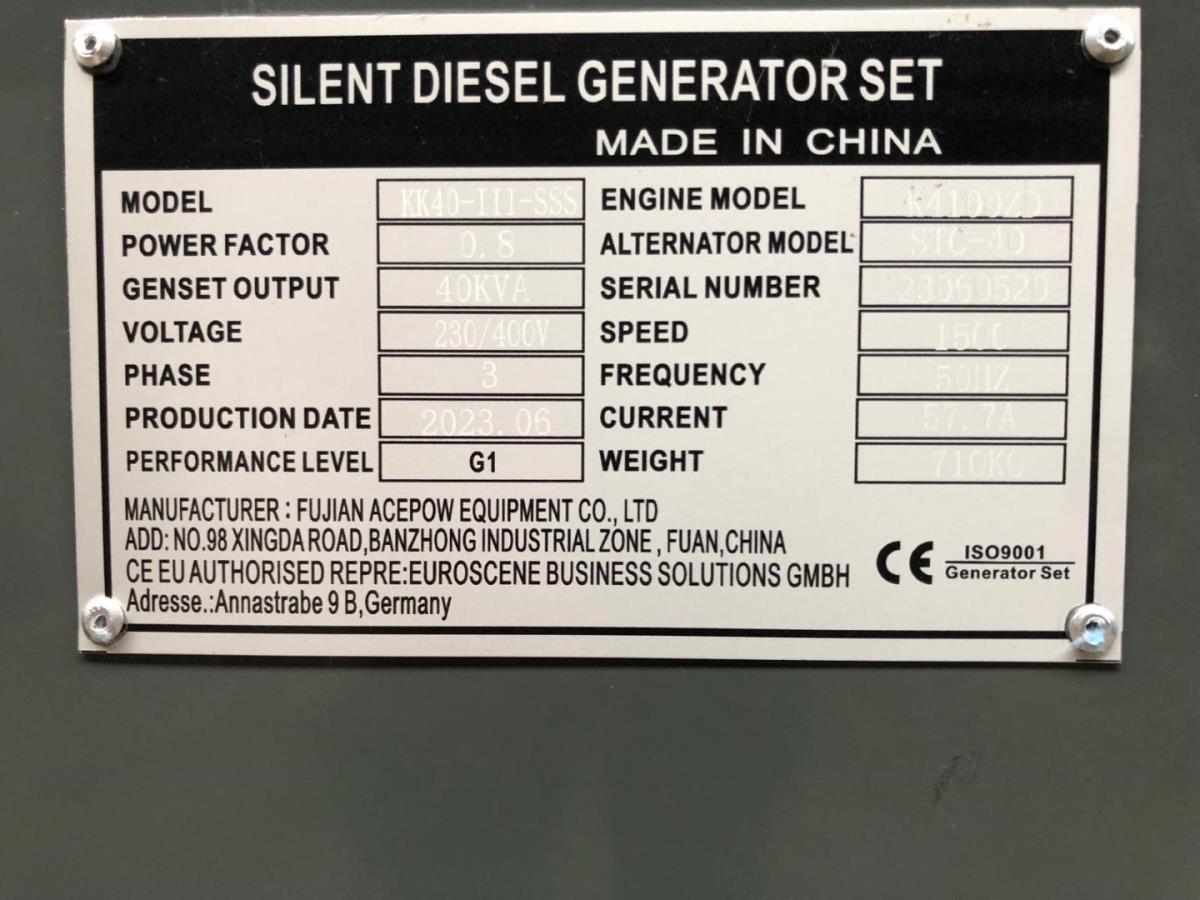 SILENT DIESEL GENERATOR SET
MADE IN CHINA
MODEL KK40-III-SSS ENGINE MODEL K4100ZD
POWER FACTOR 0.8 ALTERNATOR MODEL STC-40
GENSET OUTPUT 40KVA SERIAL NUMBER 23060520
VOLTAGE 230/400V SPEED 1500
PHASE 3 FREQUENCY 50HZ
PRODUCTION DATE 2023.06 CURRENT 57.7A
PERFORMANCE LEVEL G1 WEIGHT 710KG
MANUFACTURER : FUJIAN ACEPOW EQUIPMENT CO., LTD
ADD: NO.98 XINGDA ROAD,BANZHONG INDUSTRIAL ZONE , FUAN,CHINA
CE EU AUTHORISED REPRE:EUROSCENE BUSINESS SOLUTIONS GMBH
Adresse.:Annastrabe 9 B,Germany
CE ISO9001
Generator Set